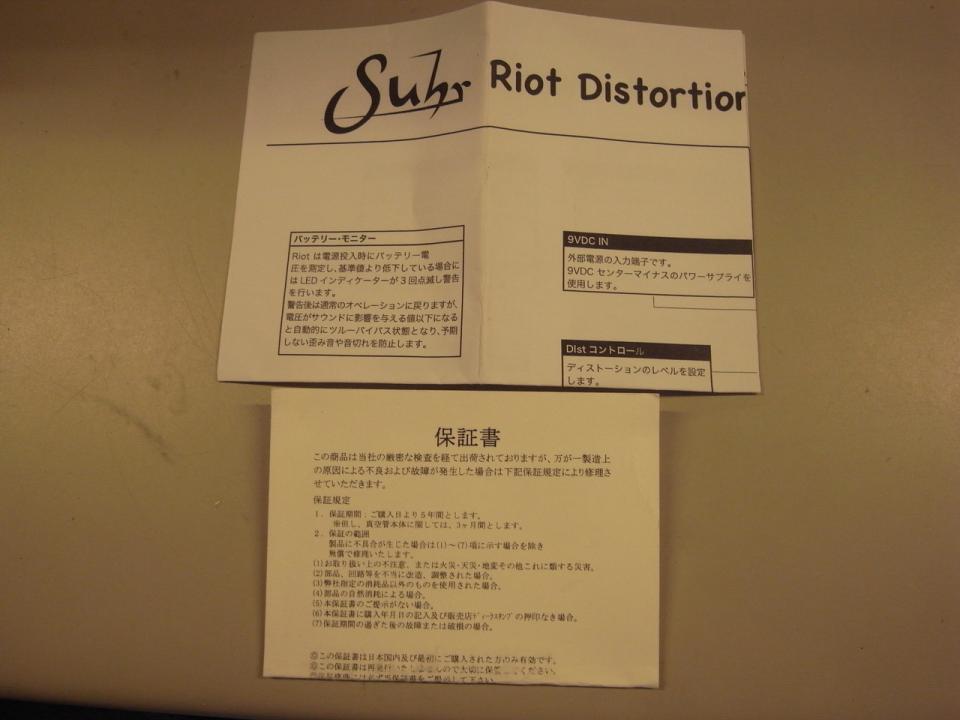 Suhr Riot Distortion
バッテリー・モニター
Riot は電源投入時にバッテリー電
圧を測定し、基準値より低下している場合に
は LED インディケーターが 3 回点滅し警告
を行います。
警告後は通常のオペレーションに戻りますが、
電圧がサウンドに影響を与える値以下になる
と自動的にツルーバイパス状態となり、予期
しない歪み音や音切れを防止します。
9VDC IN
外部電源の入力端子です。
9VDC センターマイナスのパワーサプライを
使用します。
DIst コントロール
ディストーションのレベルを設定
します。
保証書
この商品は当社の厳密な検査を経て出荷されておりますが、万が一製造上
の原因による不良および故障が発生した場合は下記保証規定により修理さ
せていただきます。
保証規定
1．保証期間：ご購入日より5年間とします。
※但し、真空管本体に関しては、3ヶ月間とします。
2．保証の範囲
製品に不具合が生じた場合は(1)～(7)項に示す場合を除き
無償で修理いたします。
(1)お取り扱い上の不注意、または火災・天災・地変その他これに類する災害。
(2)部品、回路等を不当に改造、調整された場合。
(3)弊社指定の消耗品以外のものを使用された場合。
(4)部品の自然消耗による場合。
(5)本保証書のご提示がない場合。
(6)本保証書に購入年月日の記入及び販売店ﾃﾞｨｰﾗｰｽﾀﾝﾌﾟの押印なき場合。
(7)保証期間の過ぎた後の故障または破損の場合。
◎この保証書は日本国内及び最初にご購入された方のみ有効です。
◎この保証書は再発行いたしませんので大切に保管してください。